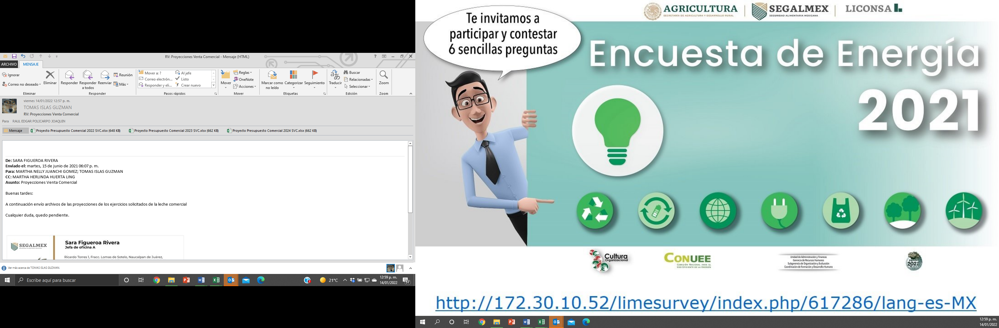 RV: Proyecciones Venta Comercial - Mensaje (HTML)
ARCHIVO MENSAJE
Ignorar
Correo no deseado
Eliminar
Eliminar
Responder
Responder a todos
Reenviar
Reunión
Más
Responder
Mover a: ?
Correo electrón...
Responder y eli...
Al jefe
Listo
Crear nuevo
Pasos rápidos
Mover
Reglas
OneNote
Acciones
Mover
Marcar como no leído
Categorizar
Seguimiento
Etiquetas
Traducir
Buscar
Relacionadas
Seleccionar
Edición
Zoom
Zoom
viernes 14/01/2022 12:57 p. m.
TOMAS ISLAS GUZMAN
RV: Proyecciones Venta Comercial
Para RAUL EDGAR POLICARPO JOAQUIN
Mensaje
Proyecto Presupuesto Comercial 2022 SVC.xlsx (648 KB)
Proyecto Presupuesto Comercial 2023 SVC.xlsx (662 KB)
Proyecto Presupuesto Comercial 2024 SVC.xlsx (662 KB)
De: SARA FIGUEROA RIVERA
Enviado el: martes, 15 de junio de 2021 06:07 p. m.
Para: MARTHA NELLY JUANCHI GOMEZ; TOMAS ISLAS GUZMAN
CC: MARTHA HERLINDA HUERTA LING
Asunto: Proyecciones Venta Comercial
Buenas tardes:
A continuación envío archivos de las proyecciones de los ejercicios solicitados de la leche comercial
Cualquier duda, quedo pendiente.
SEGALMEX
Sara Figueroa Rivera
Jefa de oficina A
Ricardo Torres 1, Fracc. Lomas de Sotelo, Naucalpan de Juárez,
Ver más acerca de TOMAS ISLAS GUZMAN.
Escribe aquí para buscar
21°C
12:59 p. m.
14/01/2022
57
AGRICULTURA
SECRETARÍA DE AGRICULTURA Y DESARROLLO RURAL
SEGALMEX
SEGURIDAD ALIMENTARIA MEXICANA
LICONSA
Te invitamos a
participar y contestar
6 sencillas preguntas
Encuesta de Energía
2021
Cultura
Organizacional
CONUEE
COMISIÓN NACIONAL PARA EL
USO EFICIENTE DE LA ENERGÍA
Unidad de Administración y Finanzas
Gerencia de Recursos Humanos
Subgerencia de Organización y Evaluación
Coordinación de Formación y Desarrollo Humano
2021
http://172.30.10.52/limesurvey/index.php/617286/lang-es-MX
12:59 p. m.
14/01/2022